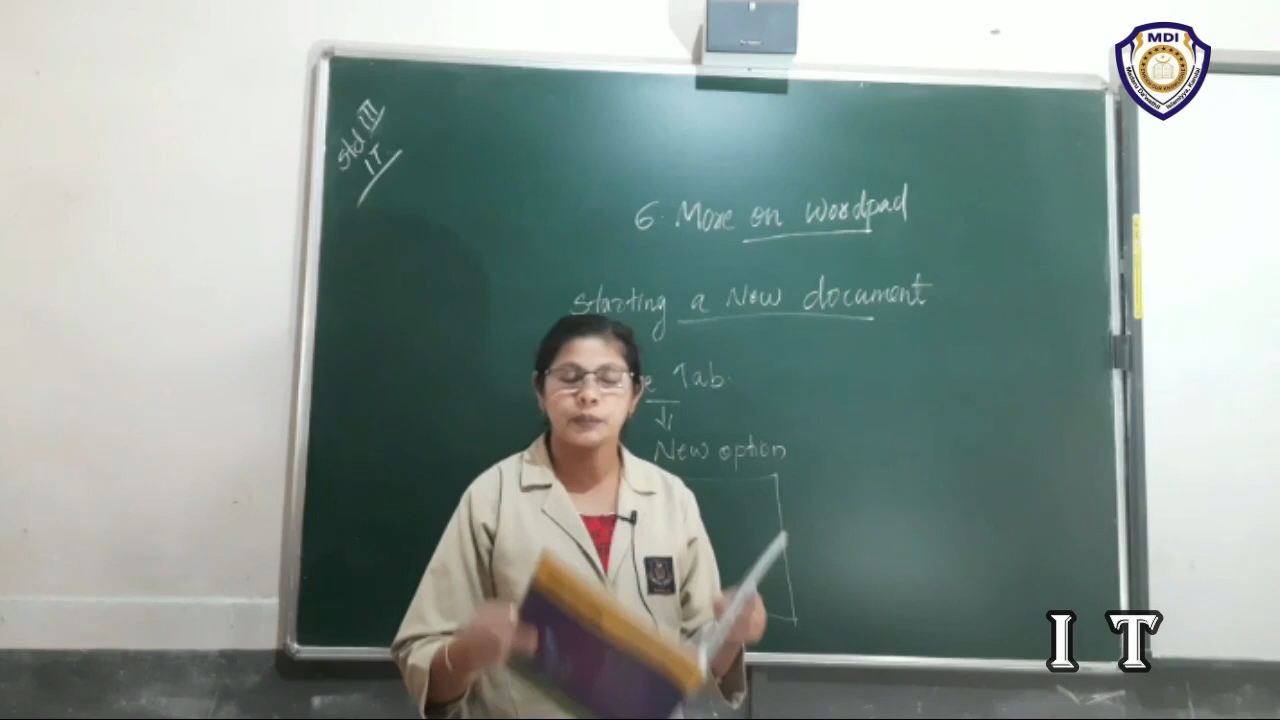 Std III
IT
6. More on Wordpad
Starting a New document
e Tab.
New option
MDI
I T